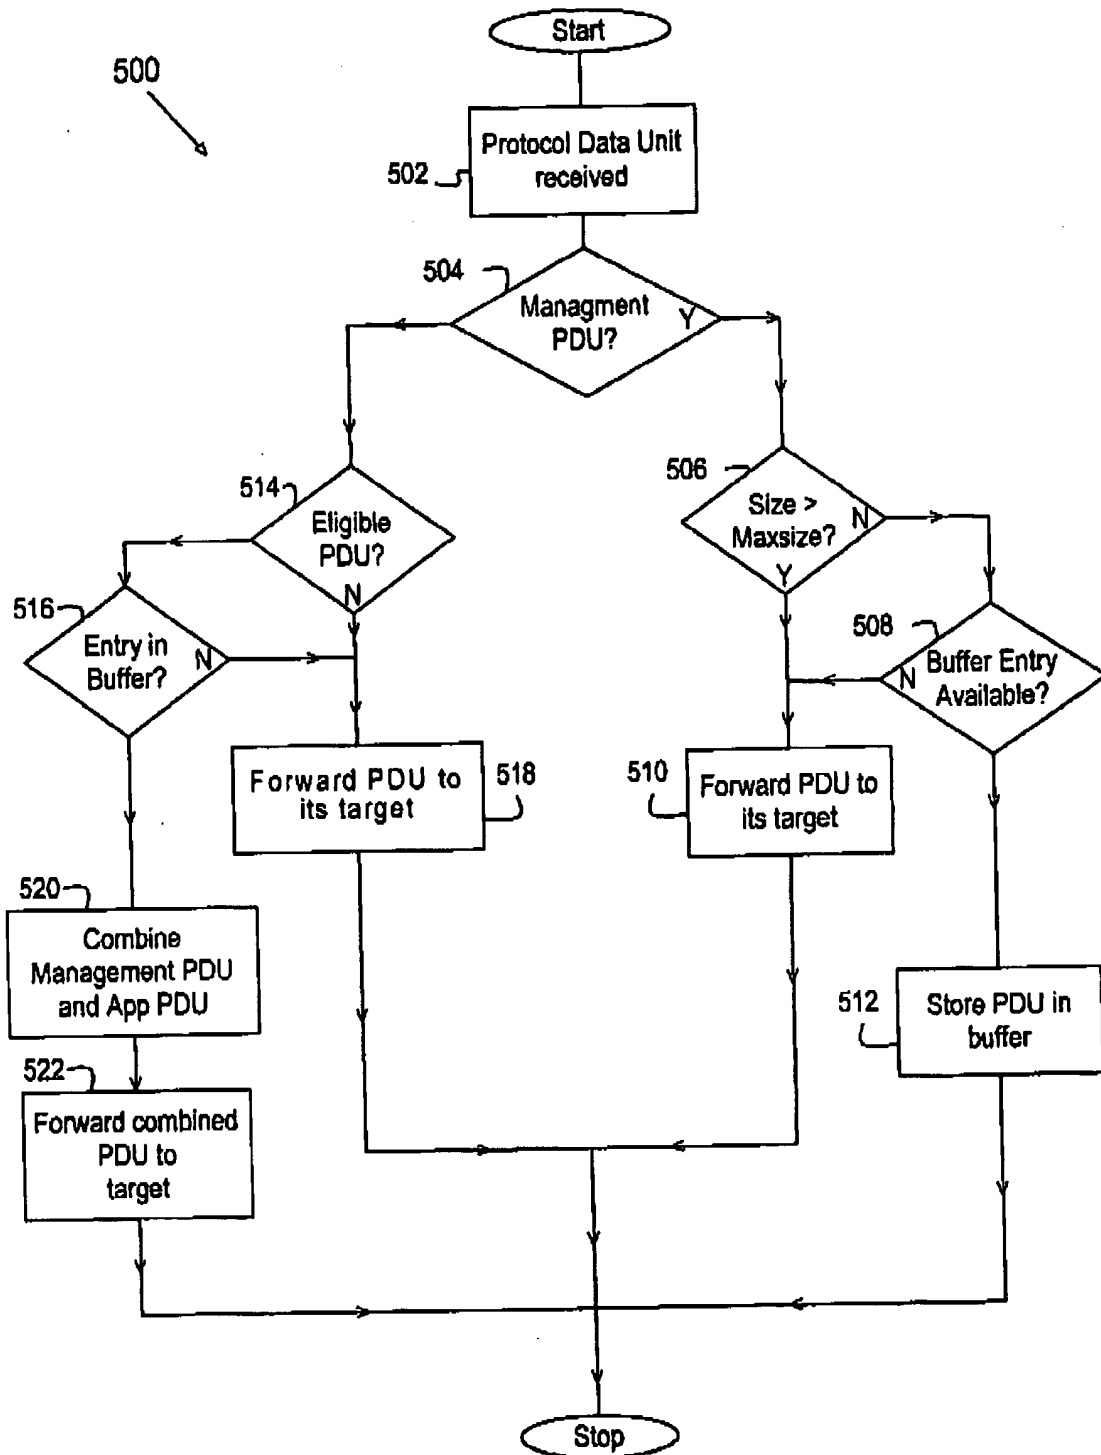 Start
500
Protocol Data Unit
received
502
504
Managment
PDU?
Y
506
Size >
Maxsize?
N
Y
514
Eligible
PDU?
N
516
Entry in
Buffer?
N
508
Buffer Entry
Available?
N
Forward PDU to
its target
518
510
Forward PDU to
its target
520
Combine
Management PDU
and App PDU
512
Store PDU in
buffer
522
Forward combined
PDU to
target
Stop